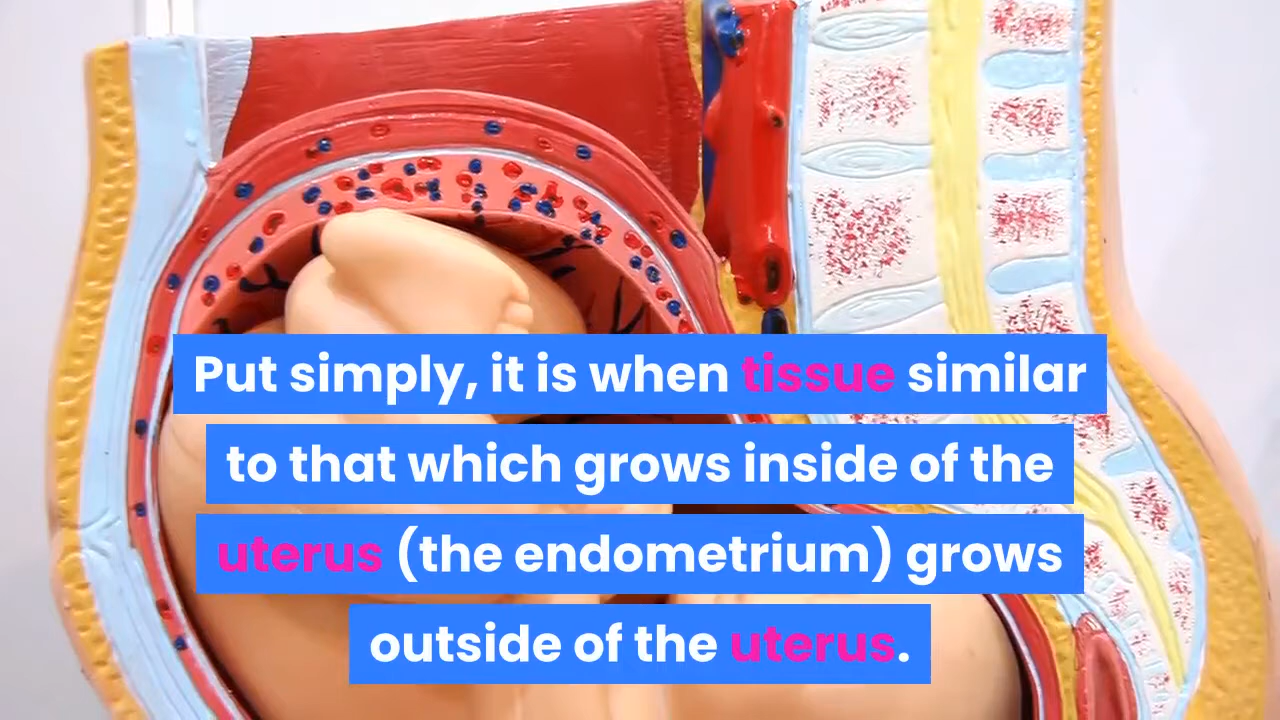 Put simply, it is when tissue similar
to that which grows inside of the
uterus (the endometrium) grows
outside of the uterus.